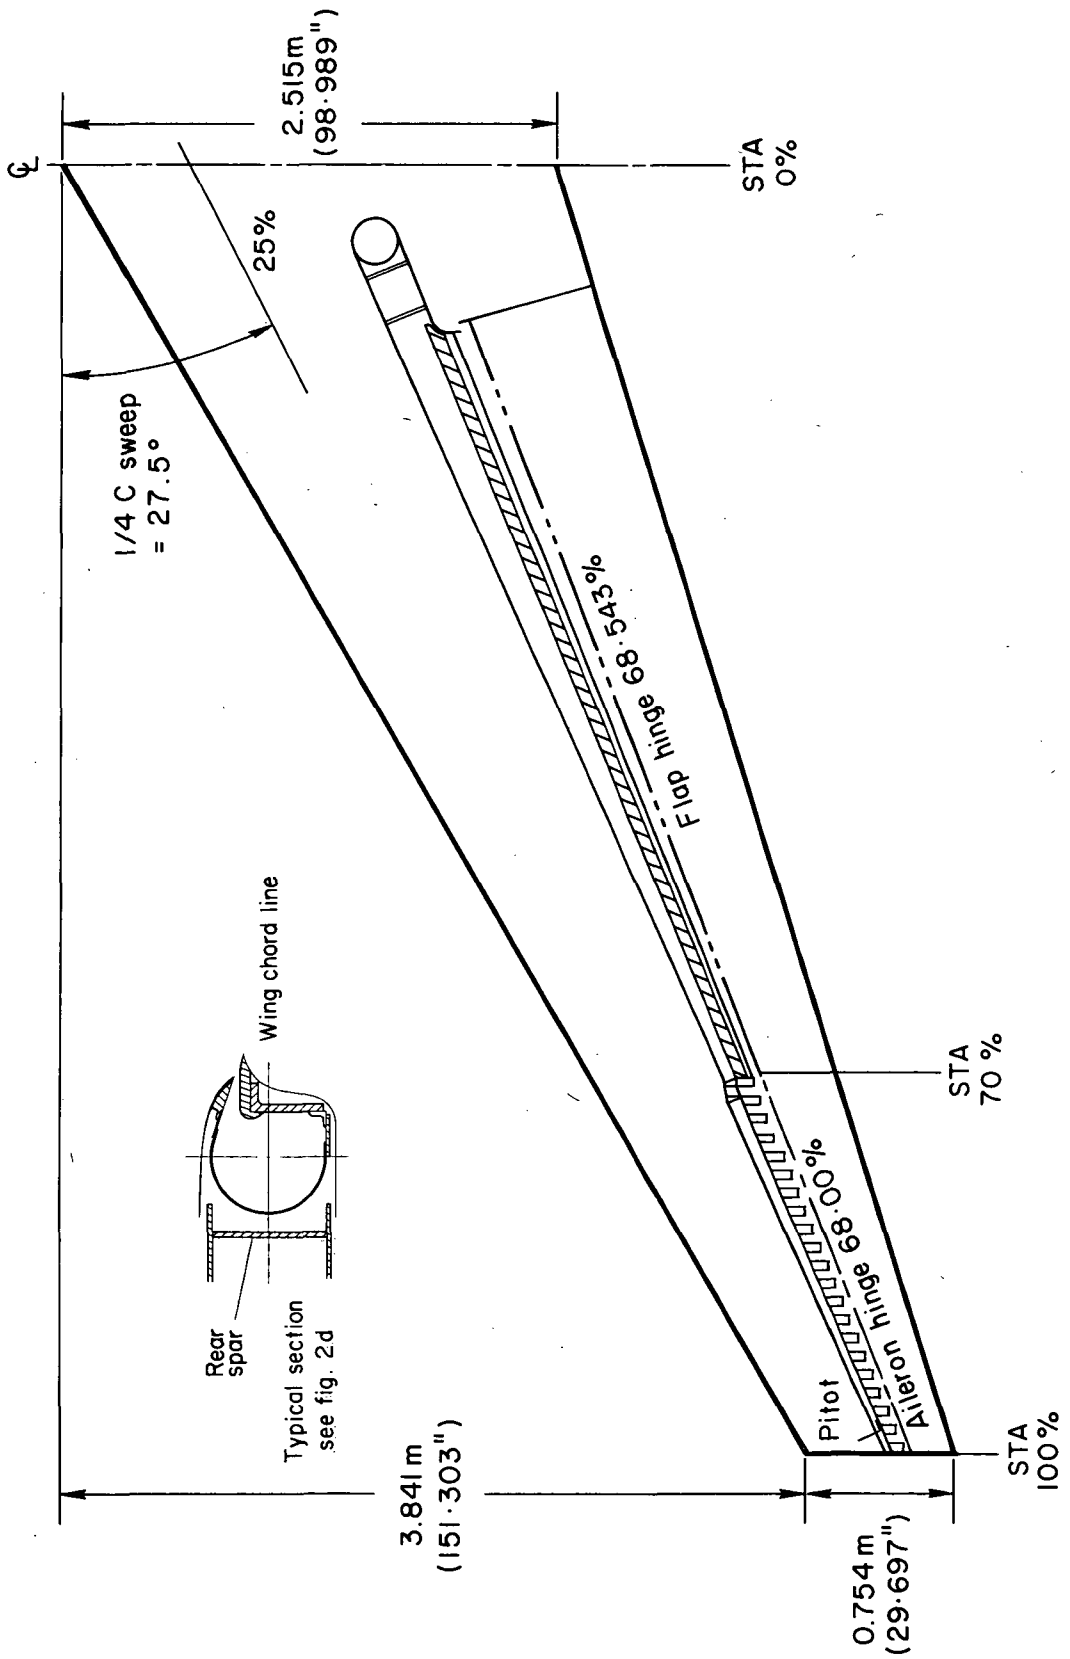 ℄
2.515m
(98·989")
STA
0%
25%
1/4 C sweep
= 27.5°
Flap hinge 68·543%
Wing chord line
Rear
spar
Typical section
see fig. 2d
STA
70%
Aileron hinge 68·00%
Pitot
3.841m
(151·303")
0.754m
(29·697")
STA
100%